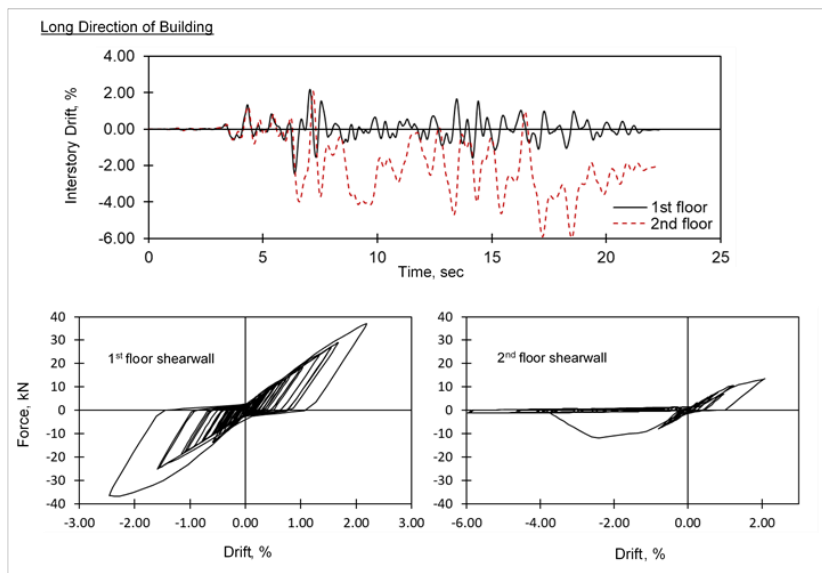 Long Direction of Building
4.00
2.00
0.00
-2.00
-4.00
-6.00
Interstory Drift, %
1st floor
2nd floor
0 5 10 15 20 25
Time, sec
40
30
20
10
0
-10
-20
-30
-40
Force, kN
1st floor shearwall
-3.00 -2.00 -1.00 0.00 1.00 2.00 3.00
Drift, %
40
30
20
10
0
-10
-20
-30
-40
2nd floor shearwall
-6.00 -4.00 -2.00 0.00 2.00
Drift, %